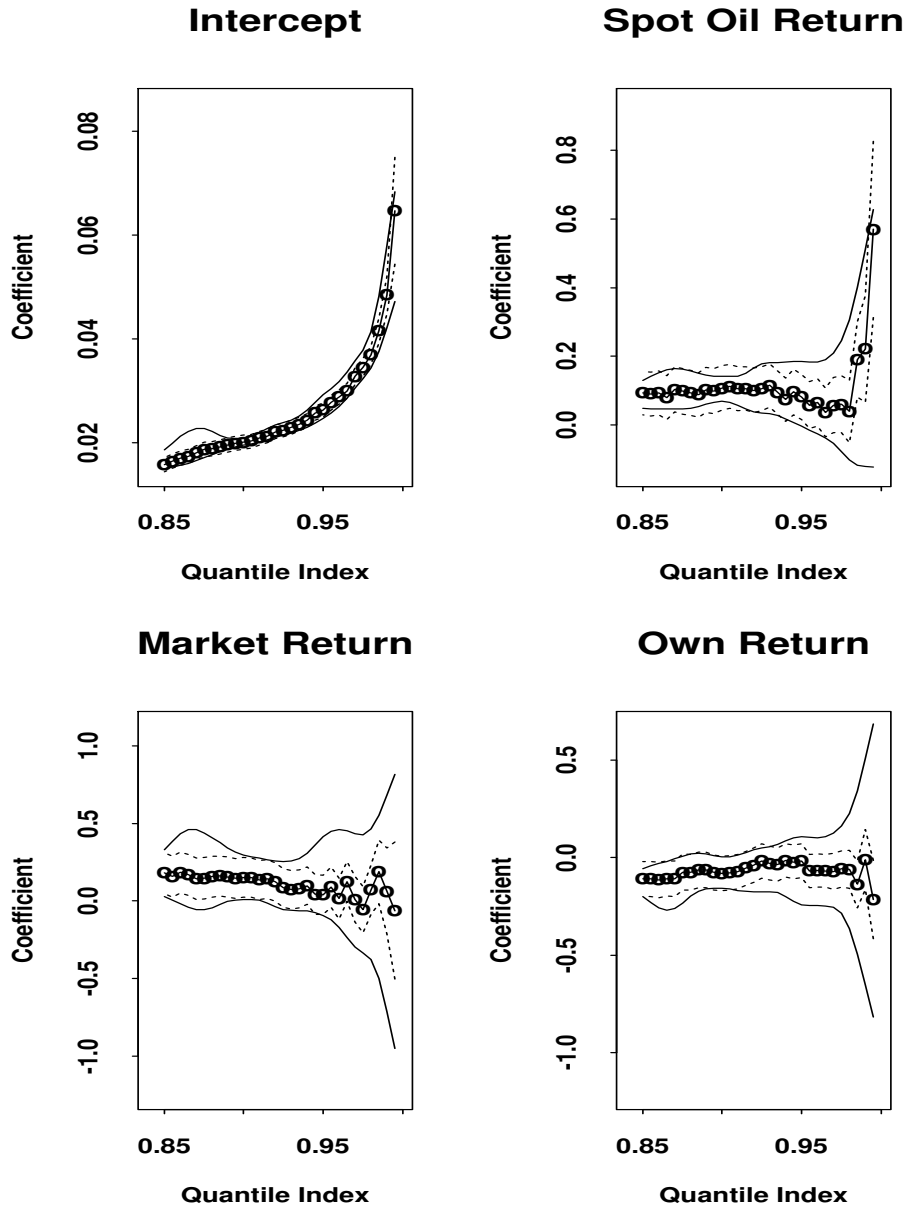 Intercept
Coefficient
0.08
0.06
0.04
0.02
0.85
0.95
Quantile Index
Spot Oil Return
Coefficient
0.8
0.6
0.4
0.2
0.0
0.85
0.95
Quantile Index
Market Return
Coefficient
1.0
0.5
0.0
-0.5
-1.0
0.85
0.95
Quantile Index
Own Return
Coefficient
0.5
0.0
-0.5
-1.0
0.85
0.95
Quantile Index